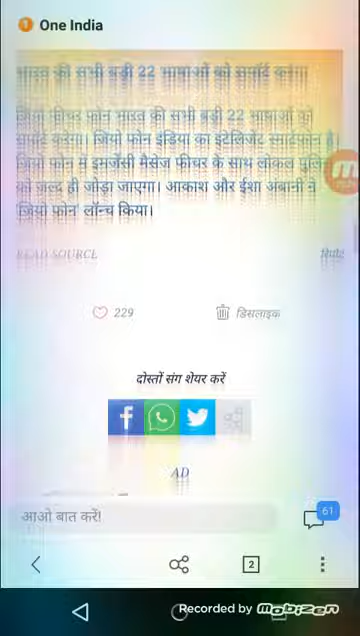 One India
भारत की सभी बड़ी 22 भाषाओं को सपोर्ट करेगा
जियो फीचर फोन भारत की सभी बड़ी 22 भाषाओं को
सपोर्ट करेगा। जियो फोन इंडिया का इंटेलिजेंट स्मार्टफोन है।
जियो फोन में इमर्जेंसी मैसेज फीचर के साथ लोकल पुलिस
को जल्द ही जोड़ा जाएगा। आकाश और ईशा अंबानी ने
जियो फोन लॉन्च किया।
READ SOURCE रिपोर्ट
229 डिसलाइक
दोस्तों संग शेयर करें
AD
आओ बात करें!
61
2
Recorded by mobizen